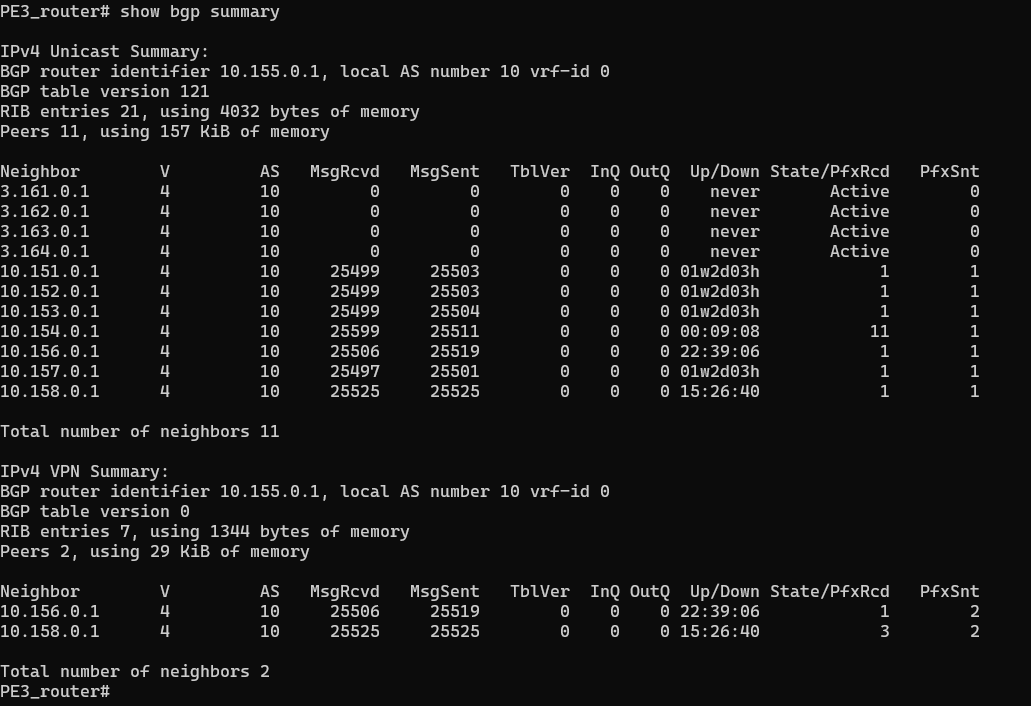 PE3_router# show bgp summary

IPv4 Unicast Summary:
BGP router identifier 10.155.0.1, local AS number 10 vrf-id 0
BGP table version 121
RIB entries 21, using 4032 bytes of memory
Peers 11, using 157 KiB of memory

Neighbor        V         AS   MsgRcvd   MsgSent   TblVer  InQ OutQ  Up/Down State/PfxRcd   PfxSnt
3.161.0.1       4         10         0         0        0    0    0    never       Active        0
3.162.0.1       4         10         0         0        0    0    0    never       Active        0
3.163.0.1       4         10         0         0        0    0    0    never       Active        0
3.164.0.1       4         10         0         0        0    0    0    never       Active        0
10.151.0.1      4         10     25499     25503        0    0    0 01w2d03h            1        1
10.152.0.1      4         10     25499     25503        0    0    0 01w2d03h            1        1
10.153.0.1      4         10     25499     25504        0    0    0 01w2d03h            1        1
10.154.0.1      4         10     25599     25511        0    0    0 00:09:08           11        1
10.156.0.1      4         10     25506     25519        0    0    0 22:39:06            1        1
10.157.0.1      4         10     25497     25501        0    0    0 01w2d03h            1        1
10.158.0.1      4         10     25525     25525        0    0    0 15:26:40            1        1

Total number of neighbors 11

IPv4 VPN Summary:
BGP router identifier 10.155.0.1, local AS number 10 vrf-id 0
BGP table version 0
RIB entries 7, using 1344 bytes of memory
Peers 2, using 29 KiB of memory

Neighbor        V         AS   MsgRcvd   MsgSent   TblVer  InQ OutQ  Up/Down State/PfxRcd   PfxSnt
10.156.0.1      4         10     25506     25519        0    0    0 22:39:06            1        2
10.158.0.1      4         10     25525     25525        0    0    0 15:26:40            3        2

Total number of neighbors 2
PE3_router#